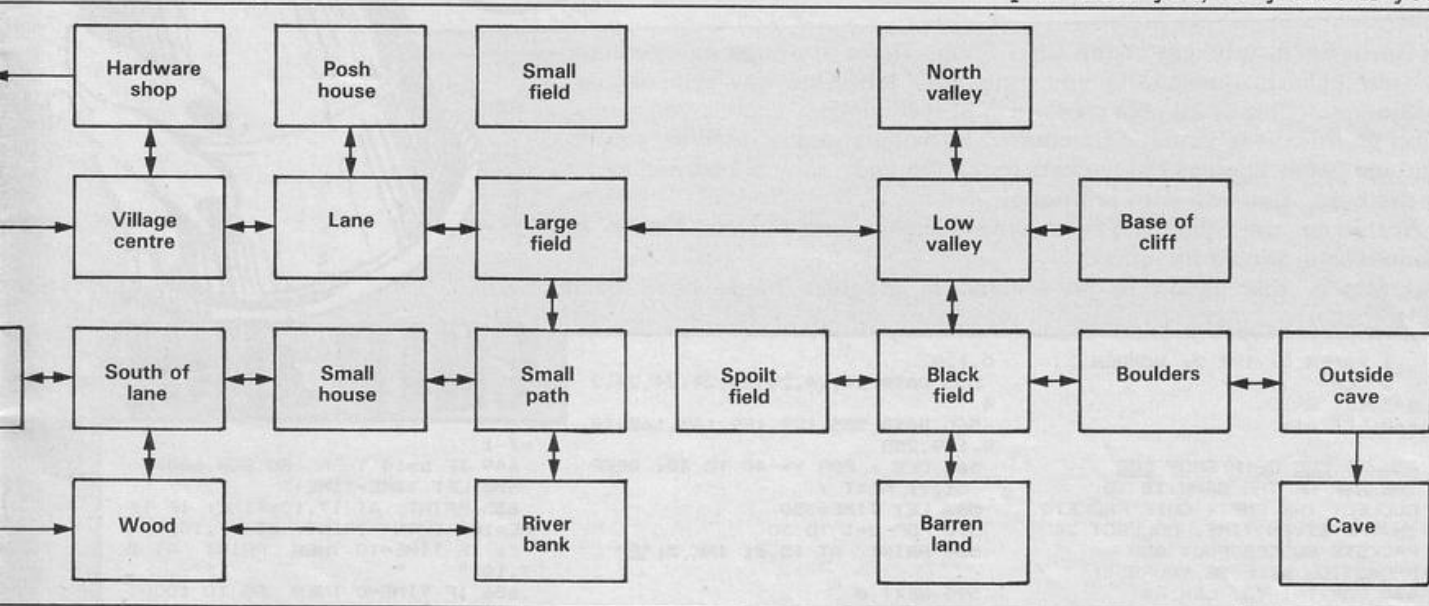 Hardware
shop
Posh
house
Small
field
North
valley
Village
centre
Lane
Large
field
Low
valley
Base of
cliff
South of
lane
Small
house
Small
path
Spoilt
field
Black
field
Boulders
Outside
cave
Wood
River
bank
Barren
land
Cave